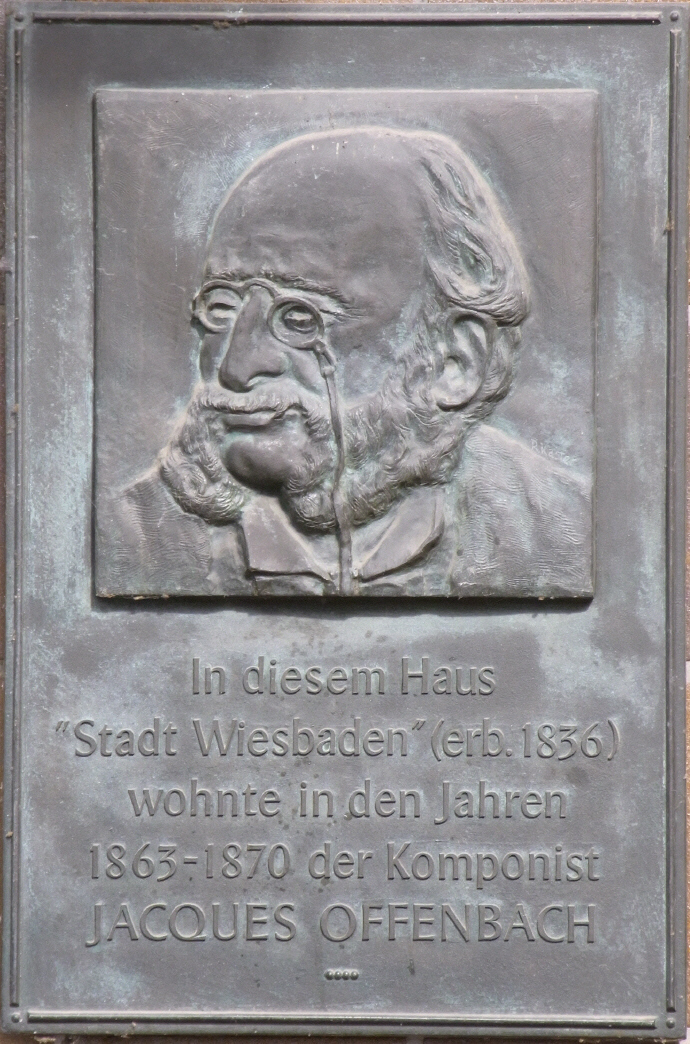 In diesem Haus
"Stadt Wiesbaden" (erb. 1836)
wohnte in den Jahren
1863-1870 der Komponist
JACQUES OFFENBACH